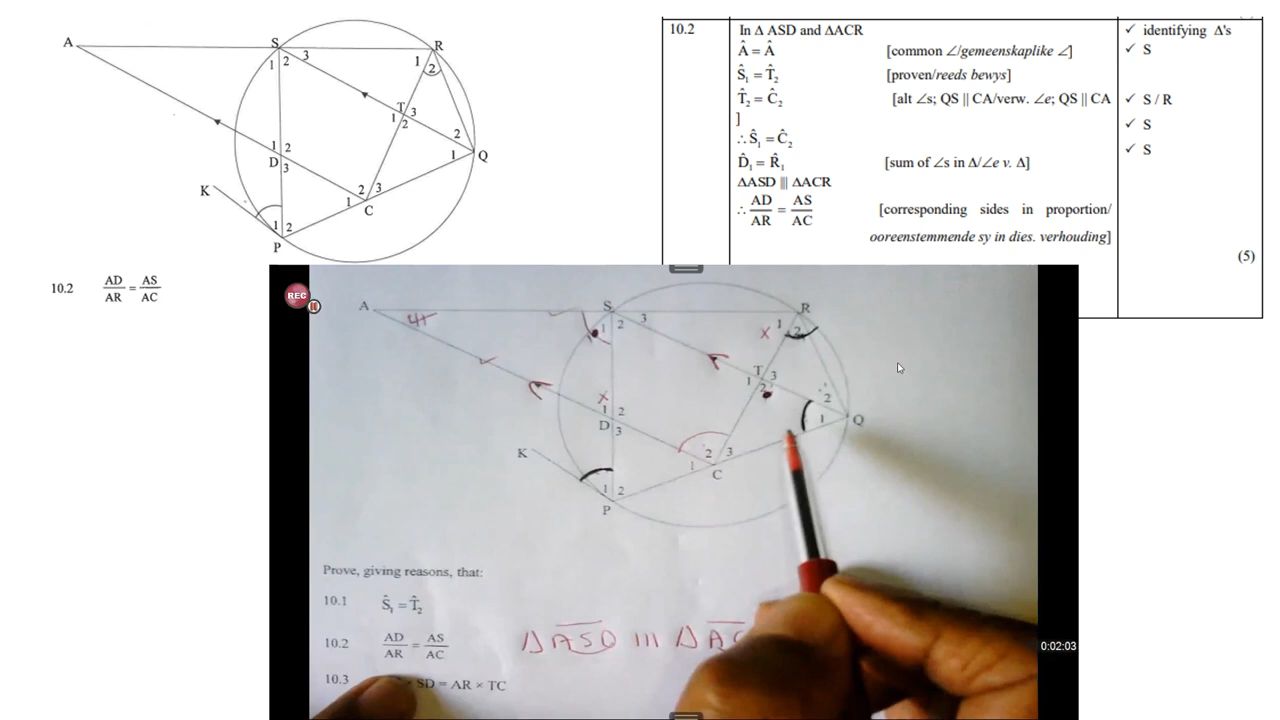 A
S
R
1 2 3
1 2
T 3
1 2
2
1
Q
1 2
D 3
K
2 3
1 C
1 2
P
10.2 AD/AR = AS/AC
10.2 In Δ ASD and ΔACR ✓ identifying Δ's
Â = Â [common ∠/gemeenskaplike ∠] ✓ S
Ŝ₁ = T̂₂ [proven/reeds bewys]
T̂₂ = Ĉ₂ [alt ∠s; QS || CA/verw. ∠e; QS || CA ✓ S / R
]
✓ S
∴ Ŝ₁ = Ĉ₂
✓ S
D̂₁ = R̂₁ [sum of ∠s in Δ/∠e v. Δ]
ΔASD ||| ΔACR
∴ AD/AR = AS/AC [corresponding sides in proportion/
ooreenstemmende sy in dies. verhouding]
(5)
REC
A
4+
S
R
1 2 3
1 2
x
T 3
1 2
x
1 2
D 3
2
1 Q
K
2 3
1
C
1 2
P
Prove, giving reasons, that:
10.1 Ŝ₁ = T̂₂
10.2 AD/AR = AS/AC ΔASD ||| ΔAC
10.3 SD = AR × TC
0:02:03